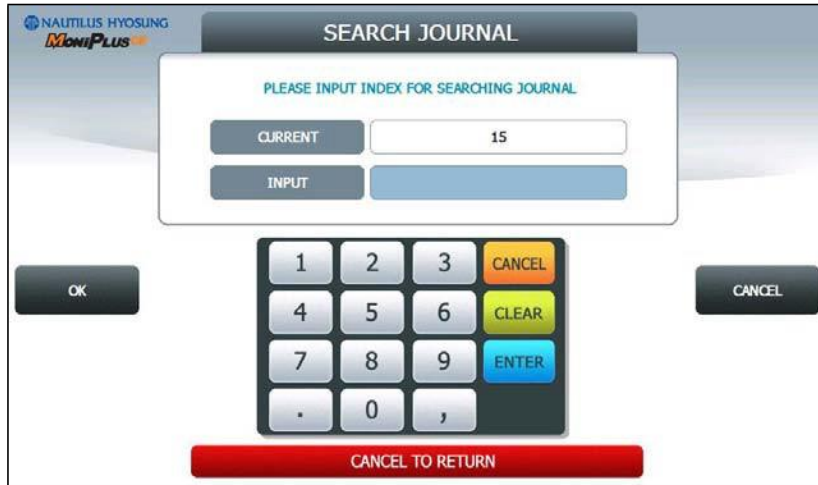 NAUTILUS HYOSUNG
MONIPLUS
SEARCH JOURNAL
PLEASE INPUT INDEX FOR SEARCHING JOURNAL
CURRENT
15
INPUT
1 2 3 CANCEL
4 5 6 CLEAR
7 8 9 ENTER
. 0 ,
OK
CANCEL
CANCEL TO RETURN